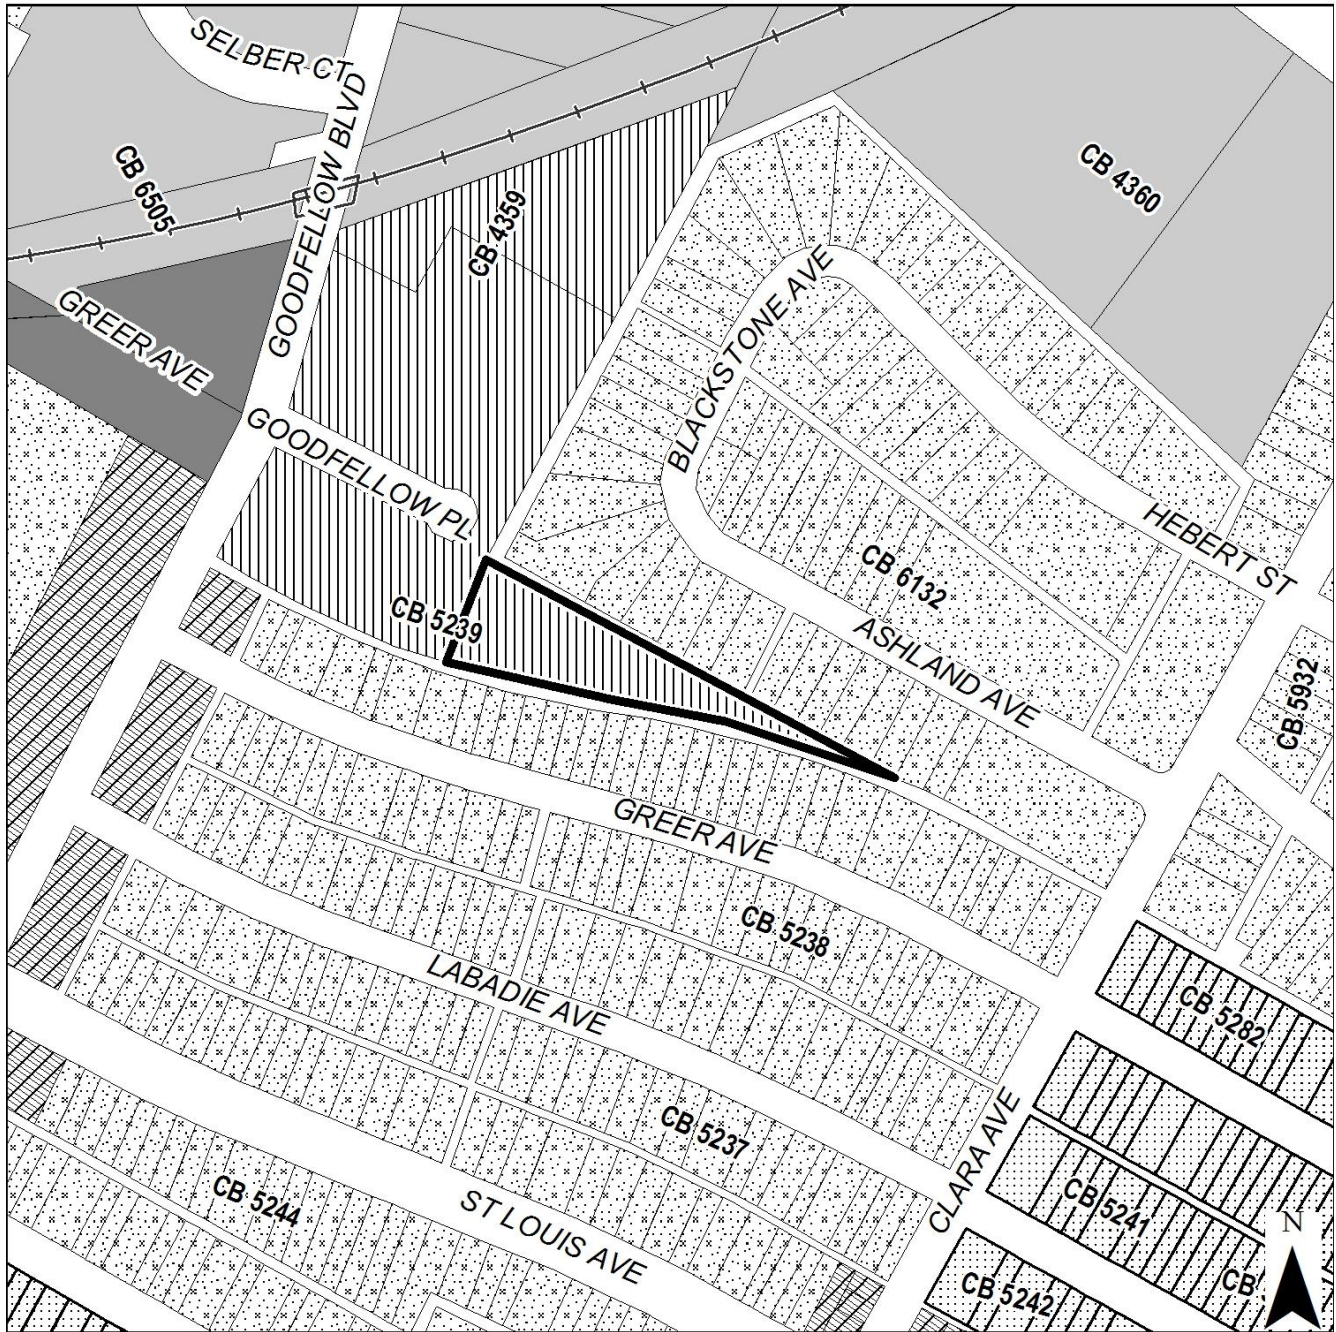 SELBER CT
GOODFELLOW BLVD
CB 6505
CB 4359
CB 4360
GREER AVE
BLACKSTONE AVE
GOODFELLOW PL
HEBERT ST
CB 6132
CB 5239
ASHLAND AVE
CB 5932
GREER AVE
CB 5238
LABADIE AVE
CB 5282
CB 5237
CLARA AVE
CB 5244
ST LOUIS AVE
CB 5241
N
CB
CB 5242